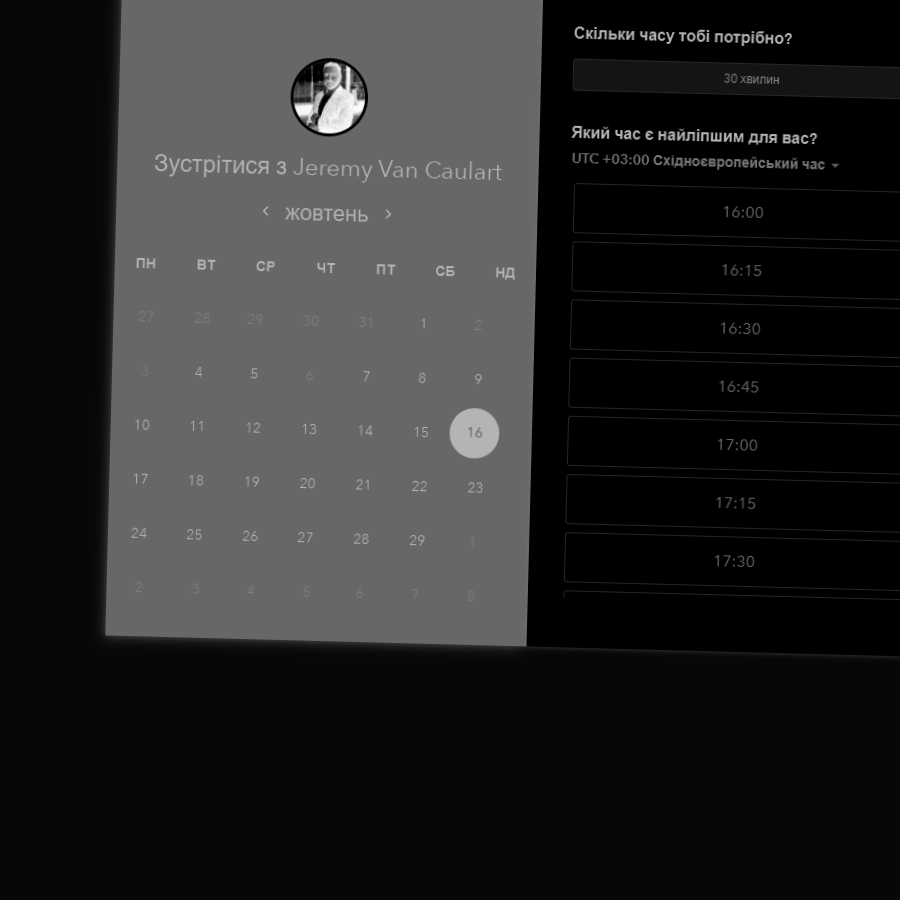 Зустрітися з Jeremy Van Caulart
жовтень
ПН ВТ СР ЧТ ПТ СБ НД
27 28 29 30 31 1 2
3 4 5 6 7 8 9
10 11 12 13 14 15 16
17 18 19 20 21 22 23
24 25 26 27 28 29 1
2 3 4 5 6 7 8
Скільки часу тобі потрібно?
30 хвилин
Який час є найліпшим для вас?
UTC +03:00 Східноєвропейський час
16:00
16:15
16:30
16:45
17:00
17:15
17:30